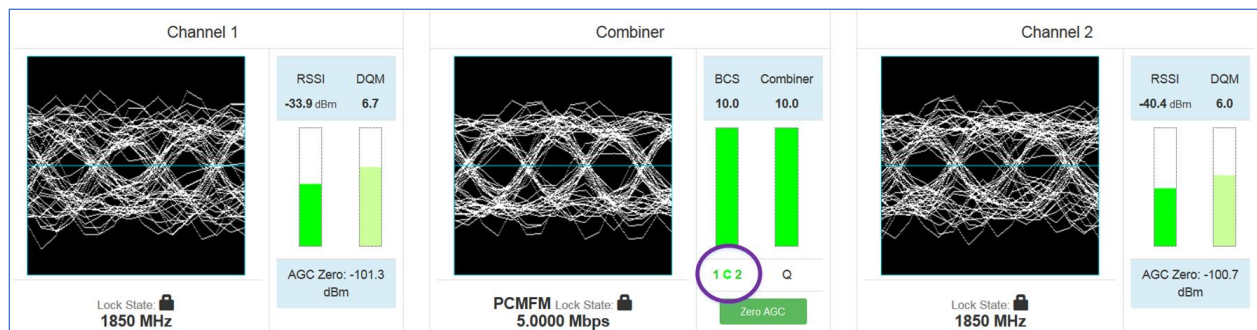 Channel 1
RSSI DQM
-33.9 dBm 6.7
AGC Zero: -101.3
dBm
Lock State:
1850 MHz
Combiner
BCS Combiner
10.0 10.0
1 C 2 Q
PCMFM Lock State:
5.0000 Mbps
Zero AGC
Channel 2
RSSI DQM
-40.4 dBm 6.0
AGC Zero: -100.7
dBm
Lock State:
1850 MHz